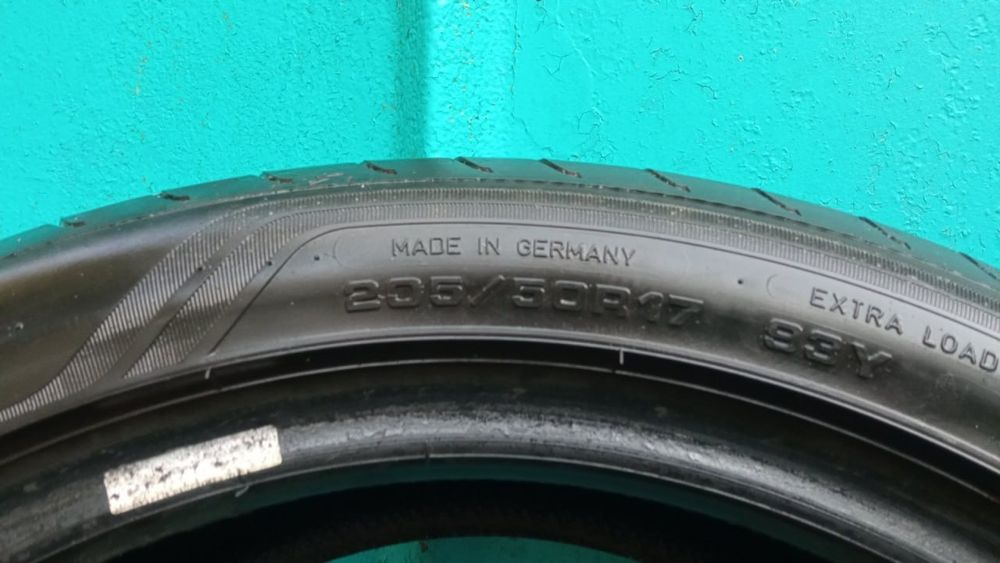 MADE IN GERMANY
205/50R17 93Y
EXTRA LOAD